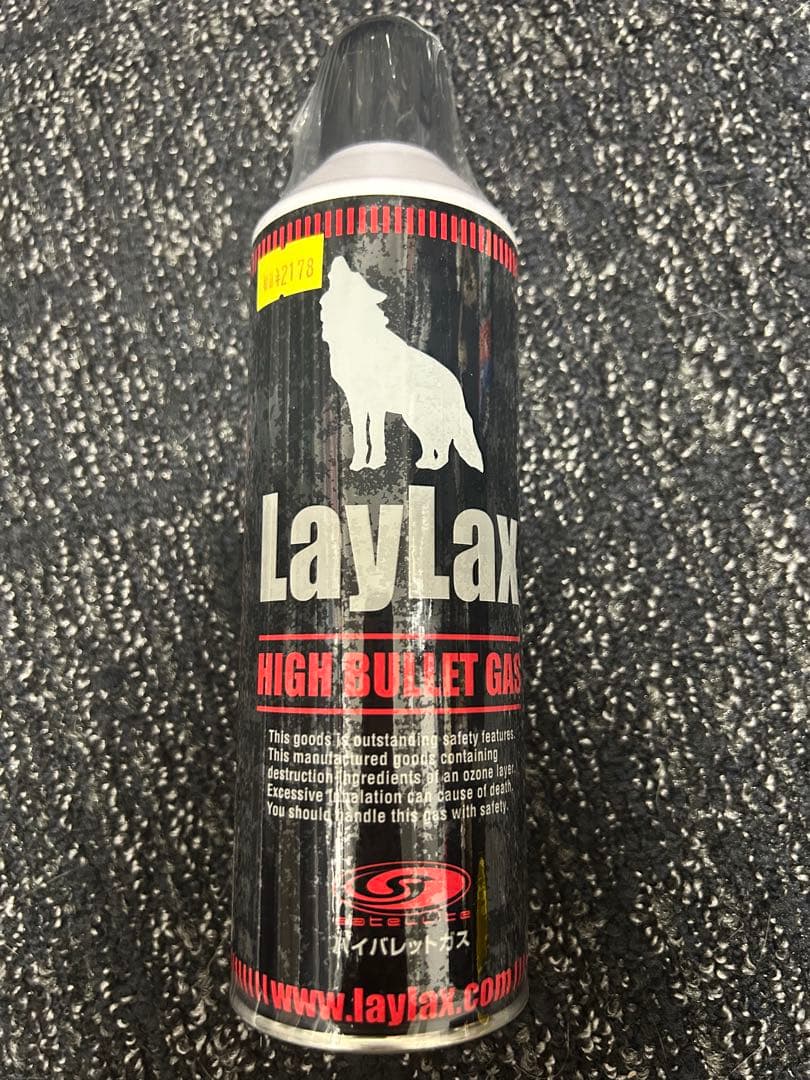 ¥2178
LayLax
HIGH BULLET GAS
This goods is outstanding safety features.
This manufactured goods containing
destruction ingredients of an ozone layer.
Excessive inhalation can cause of death.
You should handle this gas with safety.
satellite
ハイバレットガス
www.laylax.com